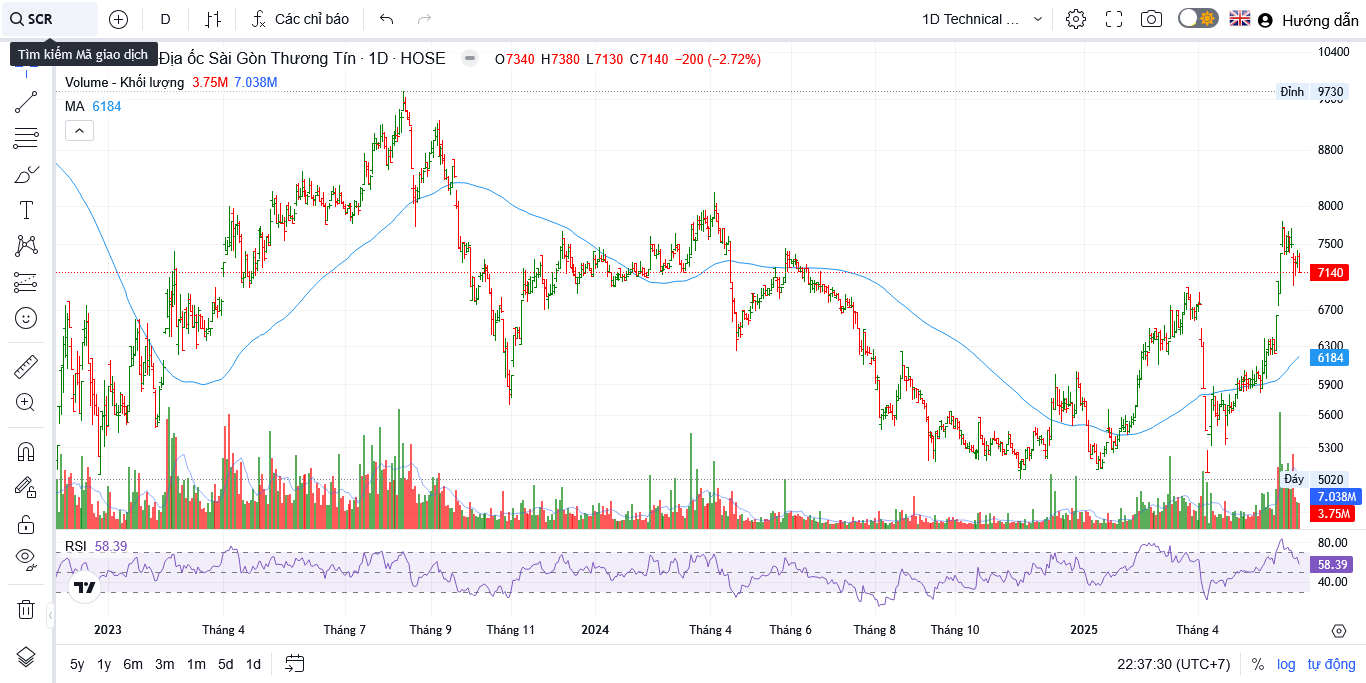 SCR D Các chỉ báo 1D Technical ... Hướng dẫn
Tìm kiếm Mã giao dịch
Địa ốc Sài Gòn Thương Tín · 1D · HOSE O7340 H7380 L7130 C7140 −200 (−2.72%)
Volume - Khối lượng 3.75M 7.038M
MA 6184
10400
Đỉnh 9730
8800
8000
7500
7140
6700
6300
6184
5900
5600
5300
Đáy 5020
7.038M
3.75M
RSI 58.39
80.00
58.39
40.00
2023 Tháng 4 Tháng 7 Tháng 9 Tháng 11 2024 Tháng 4 Tháng 6 Tháng 8 Tháng 10 2025 Tháng 4
5y 1y 6m 3m 1m 5d 1d 22:37:30 (UTC+7) % log tự động